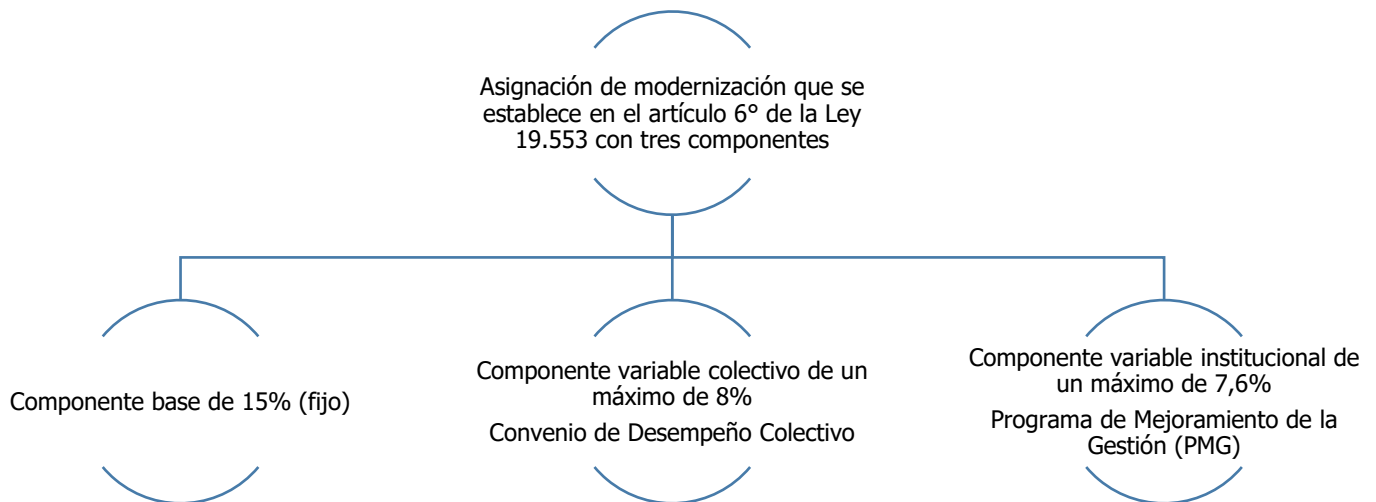 Asignación de modernización que se
establece en el artículo 6° de la Ley
19.553 con tres componentes
Componente base de 15% (fijo)
Componente variable colectivo de un
máximo de 8%
Convenio de Desempeño Colectivo
Componente variable institucional de
un máximo de 7,6%
Programa de Mejoramiento de la
Gestión (PMG)